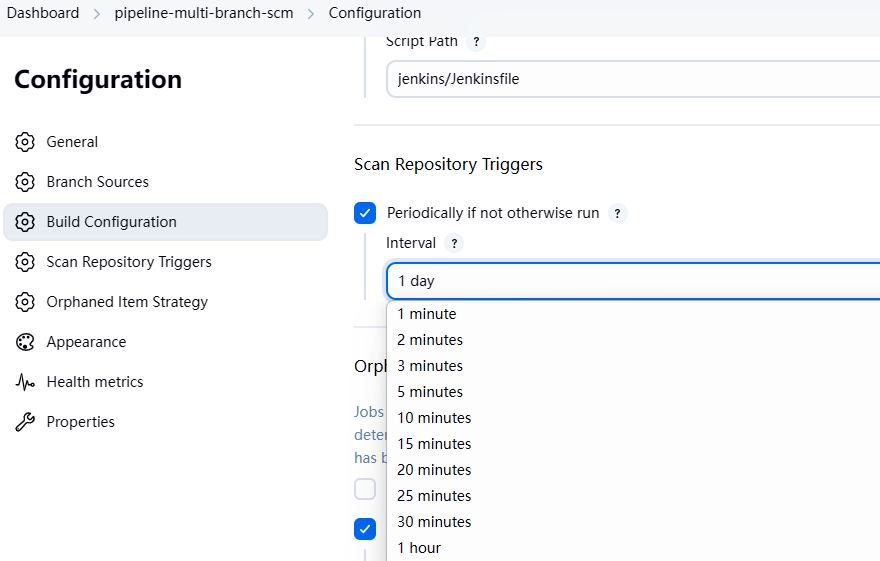 Dashboard > pipeline-multi-branch-scm > Configuration
Configuration
General
Branch Sources
Build Configuration
Scan Repository Triggers
Orphaned Item Strategy
Appearance
Health metrics
Properties
Script Path ?
jenkins/Jenkinsfile
Scan Repository Triggers
Periodically if not otherwise run ?
Interval ?
1 day
1 minute
2 minutes
3 minutes
5 minutes
10 minutes
15 minutes
20 minutes
25 minutes
30 minutes
1 hour
Orph
Jobs
deter
has b